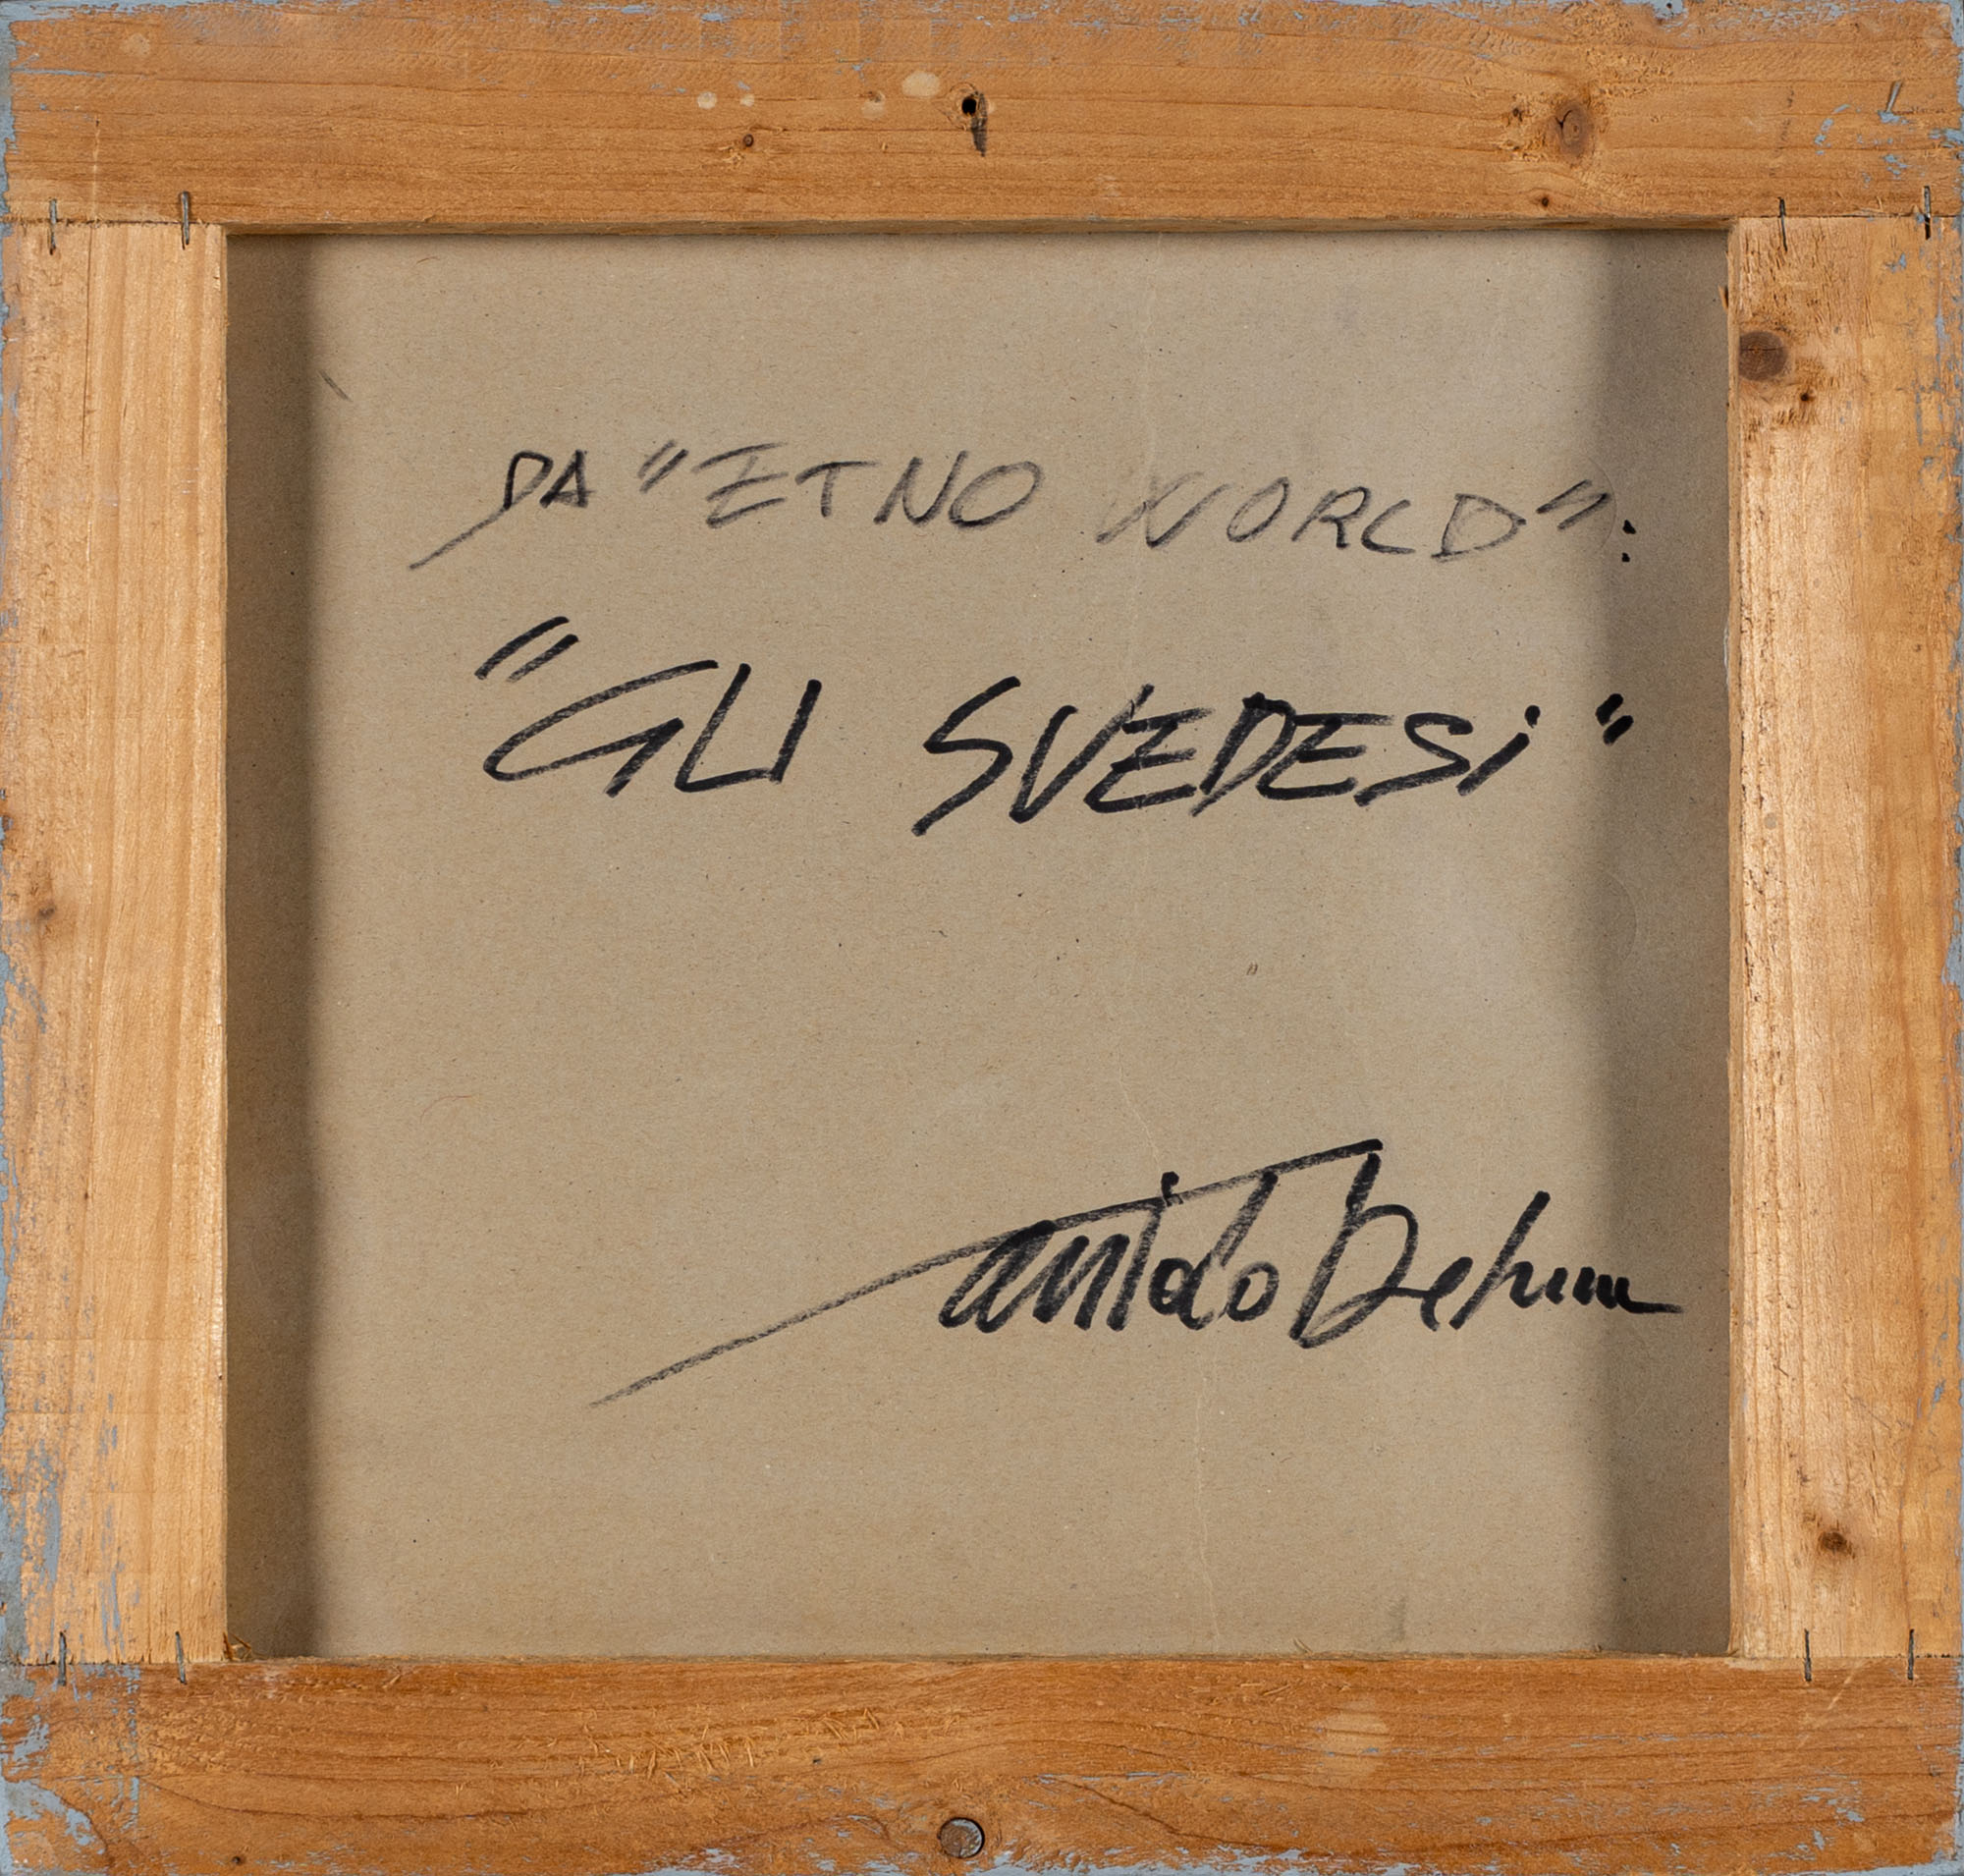 DA "ETNO WORLD":
"GLI SVEDESI"